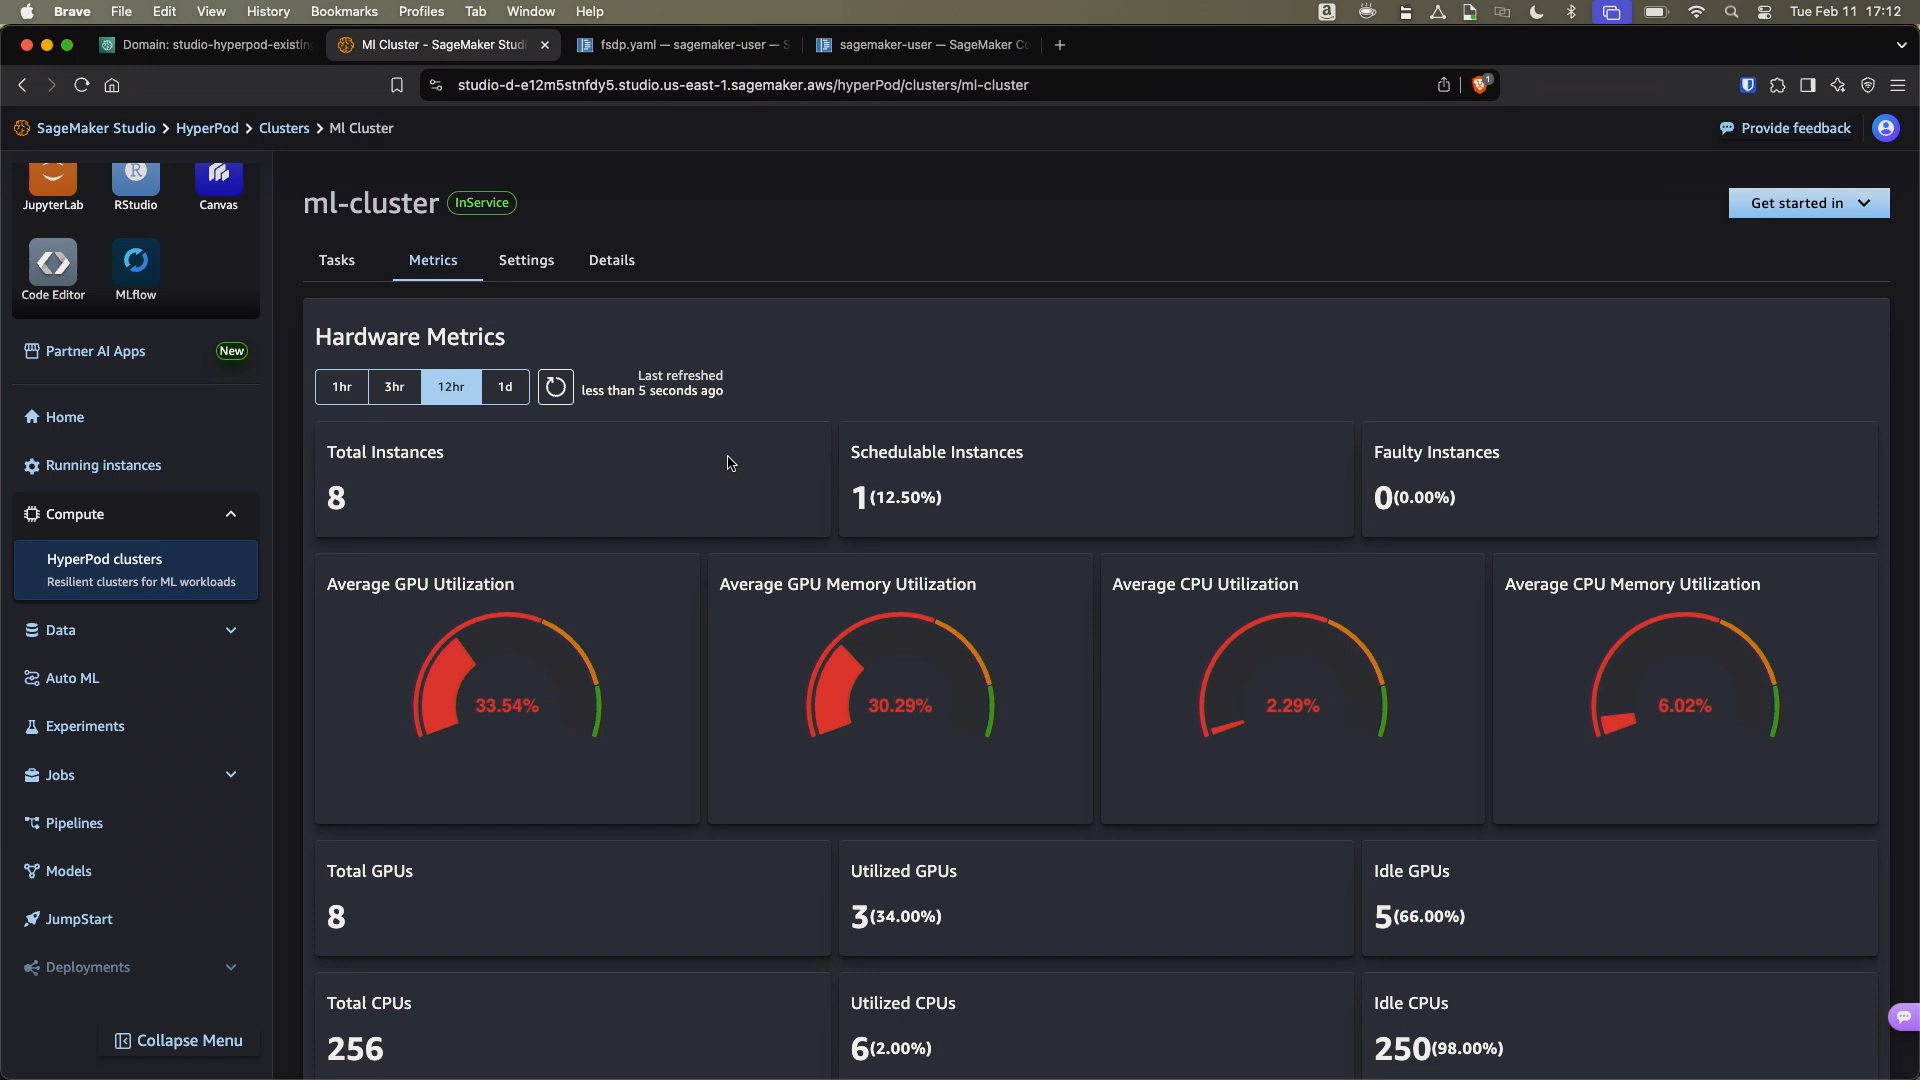 Brave File Edit View History Bookmarks Profiles Tab Window Help Tue Feb 11 17:12
Domain: studio-hyperpod-existing Ml Cluster - SageMaker Studi fsdp.yaml — sagemaker-user — S sagemaker-user — SageMaker Co
studio-d-e12m5stnfdy5.studio.us-east-1.sagemaker.aws/hyperPod/clusters/ml-cluster 1
SageMaker Studio > HyperPod > Clusters > Ml Cluster Provide feedback
JupyterLab RStudio Canvas
Code Editor MLflow
Partner AI Apps New
Home
Running instances
Compute
HyperPod clusters
Resilient clusters for ML workloads
Data
Auto ML
Experiments
Jobs
Pipelines
Models
JumpStart
Deployments
Collapse Menu
ml-cluster InService Get started in
Tasks Metrics Settings Details
Hardware Metrics
1hr 3hr 12hr 1d Last refreshed
less than 5 seconds ago
Total Instances Schedulable Instances Faulty Instances
8 1(12.50%) 0(0.00%)
Average GPU Utilization Average GPU Memory Utilization Average CPU Utilization Average CPU Memory Utilization
33.54% 30.29% 2.29% 6.02%
Total GPUs Utilized GPUs Idle GPUs
8 3(34.00%) 5(66.00%)
Total CPUs Utilized CPUs Idle CPUs
256 6(2.00%) 250(98.00%)